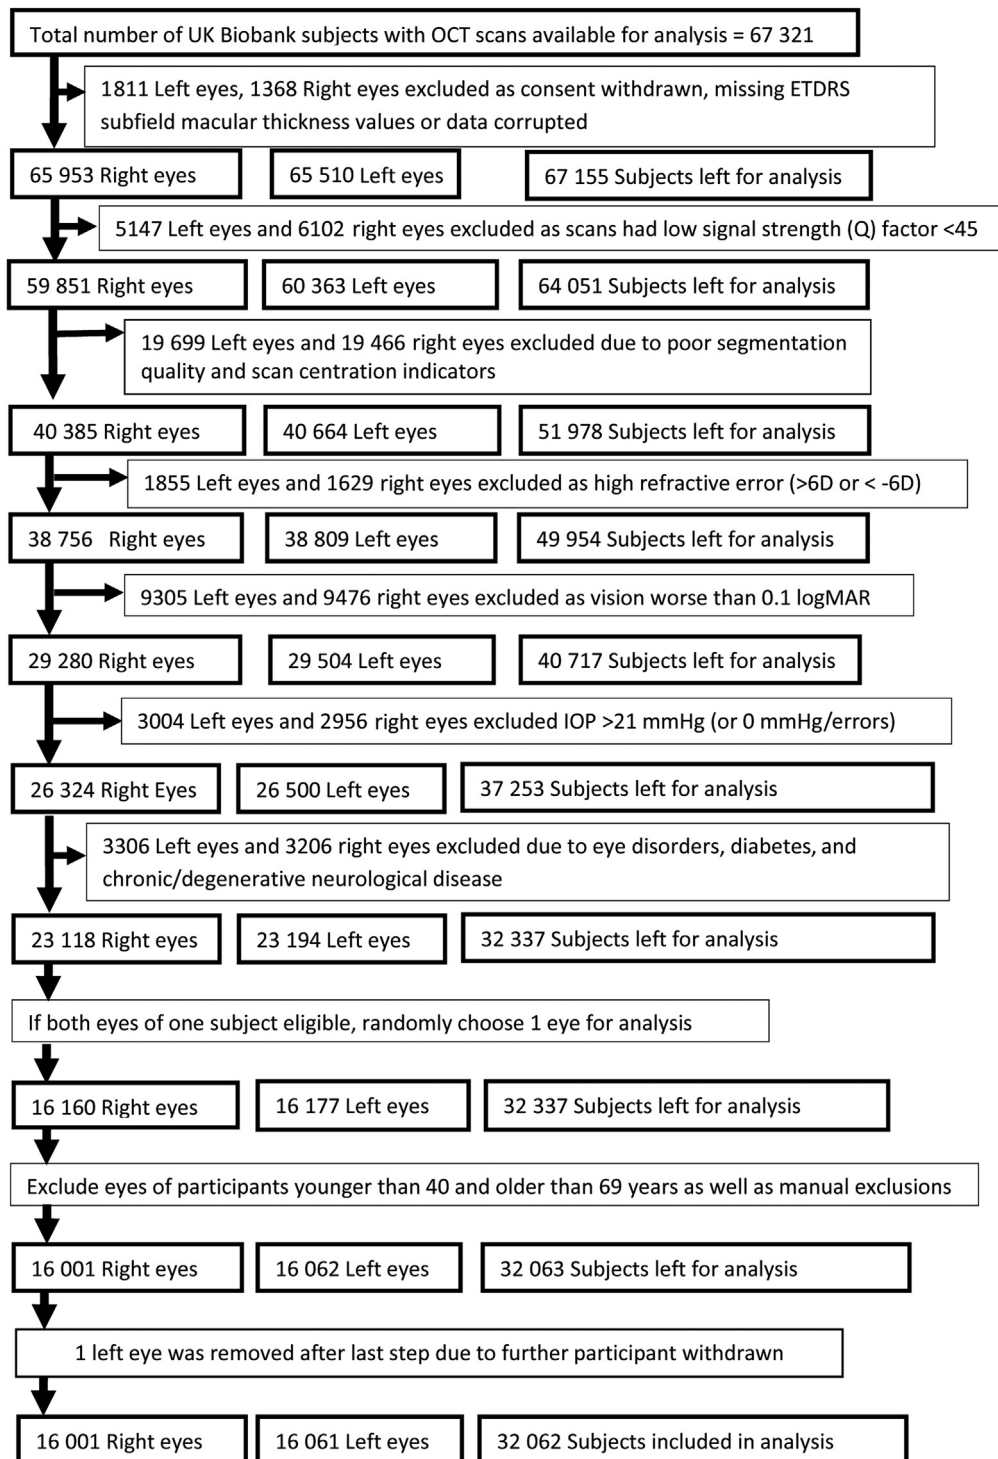 Total number of UK Biobank subjects with OCT scans available for analysis = 67 321
1811 Left eyes, 1368 Right eyes excluded as consent withdrawn, missing ETDRS
subfield macular thickness values or data corrupted
65 953 Right eyes
65 510 Left eyes
67 155 Subjects left for analysis
5147 Left eyes and 6102 right eyes excluded as scans had low signal strength (Q) factor <45
59 851 Right eyes
60 363 Left eyes
64 051 Subjects left for analysis
19 699 Left eyes and 19 466 right eyes excluded due to poor segmentation
quality and scan centration indicators
40 385 Right eyes
40 664 Left eyes
51 978 Subjects left for analysis
1855 Left eyes and 1629 right eyes excluded as high refractive error (>6D or < -6D)
38 756 Right eyes
38 809 Left eyes
49 954 Subjects left for analysis
9305 Left eyes and 9476 right eyes excluded as vision worse than 0.1 logMAR
29 280 Right eyes
29 504 Left eyes
40 717 Subjects left for analysis
3004 Left eyes and 2956 right eyes excluded IOP >21 mmHg (or 0 mmHg/errors)
26 324 Right Eyes
26 500 Left eyes
37 253 Subjects left for analysis
3306 Left eyes and 3206 right eyes excluded due to eye disorders, diabetes, and
chronic/degenerative neurological disease
23 118 Right eyes
23 194 Left eyes
32 337 Subjects left for analysis
If both eyes of one subject eligible, randomly choose 1 eye for analysis
16 160 Right eyes
16 177 Left eyes
32 337 Subjects left for analysis
Exclude eyes of participants younger than 40 and older than 69 years as well as manual exclusions
16 001 Right eyes
16 062 Left eyes
32 063 Subjects left for analysis
1 left eye was removed after last step due to further participant withdrawn
16 001 Right eyes
16 061 Left eyes
32 062 Subjects included in analysis